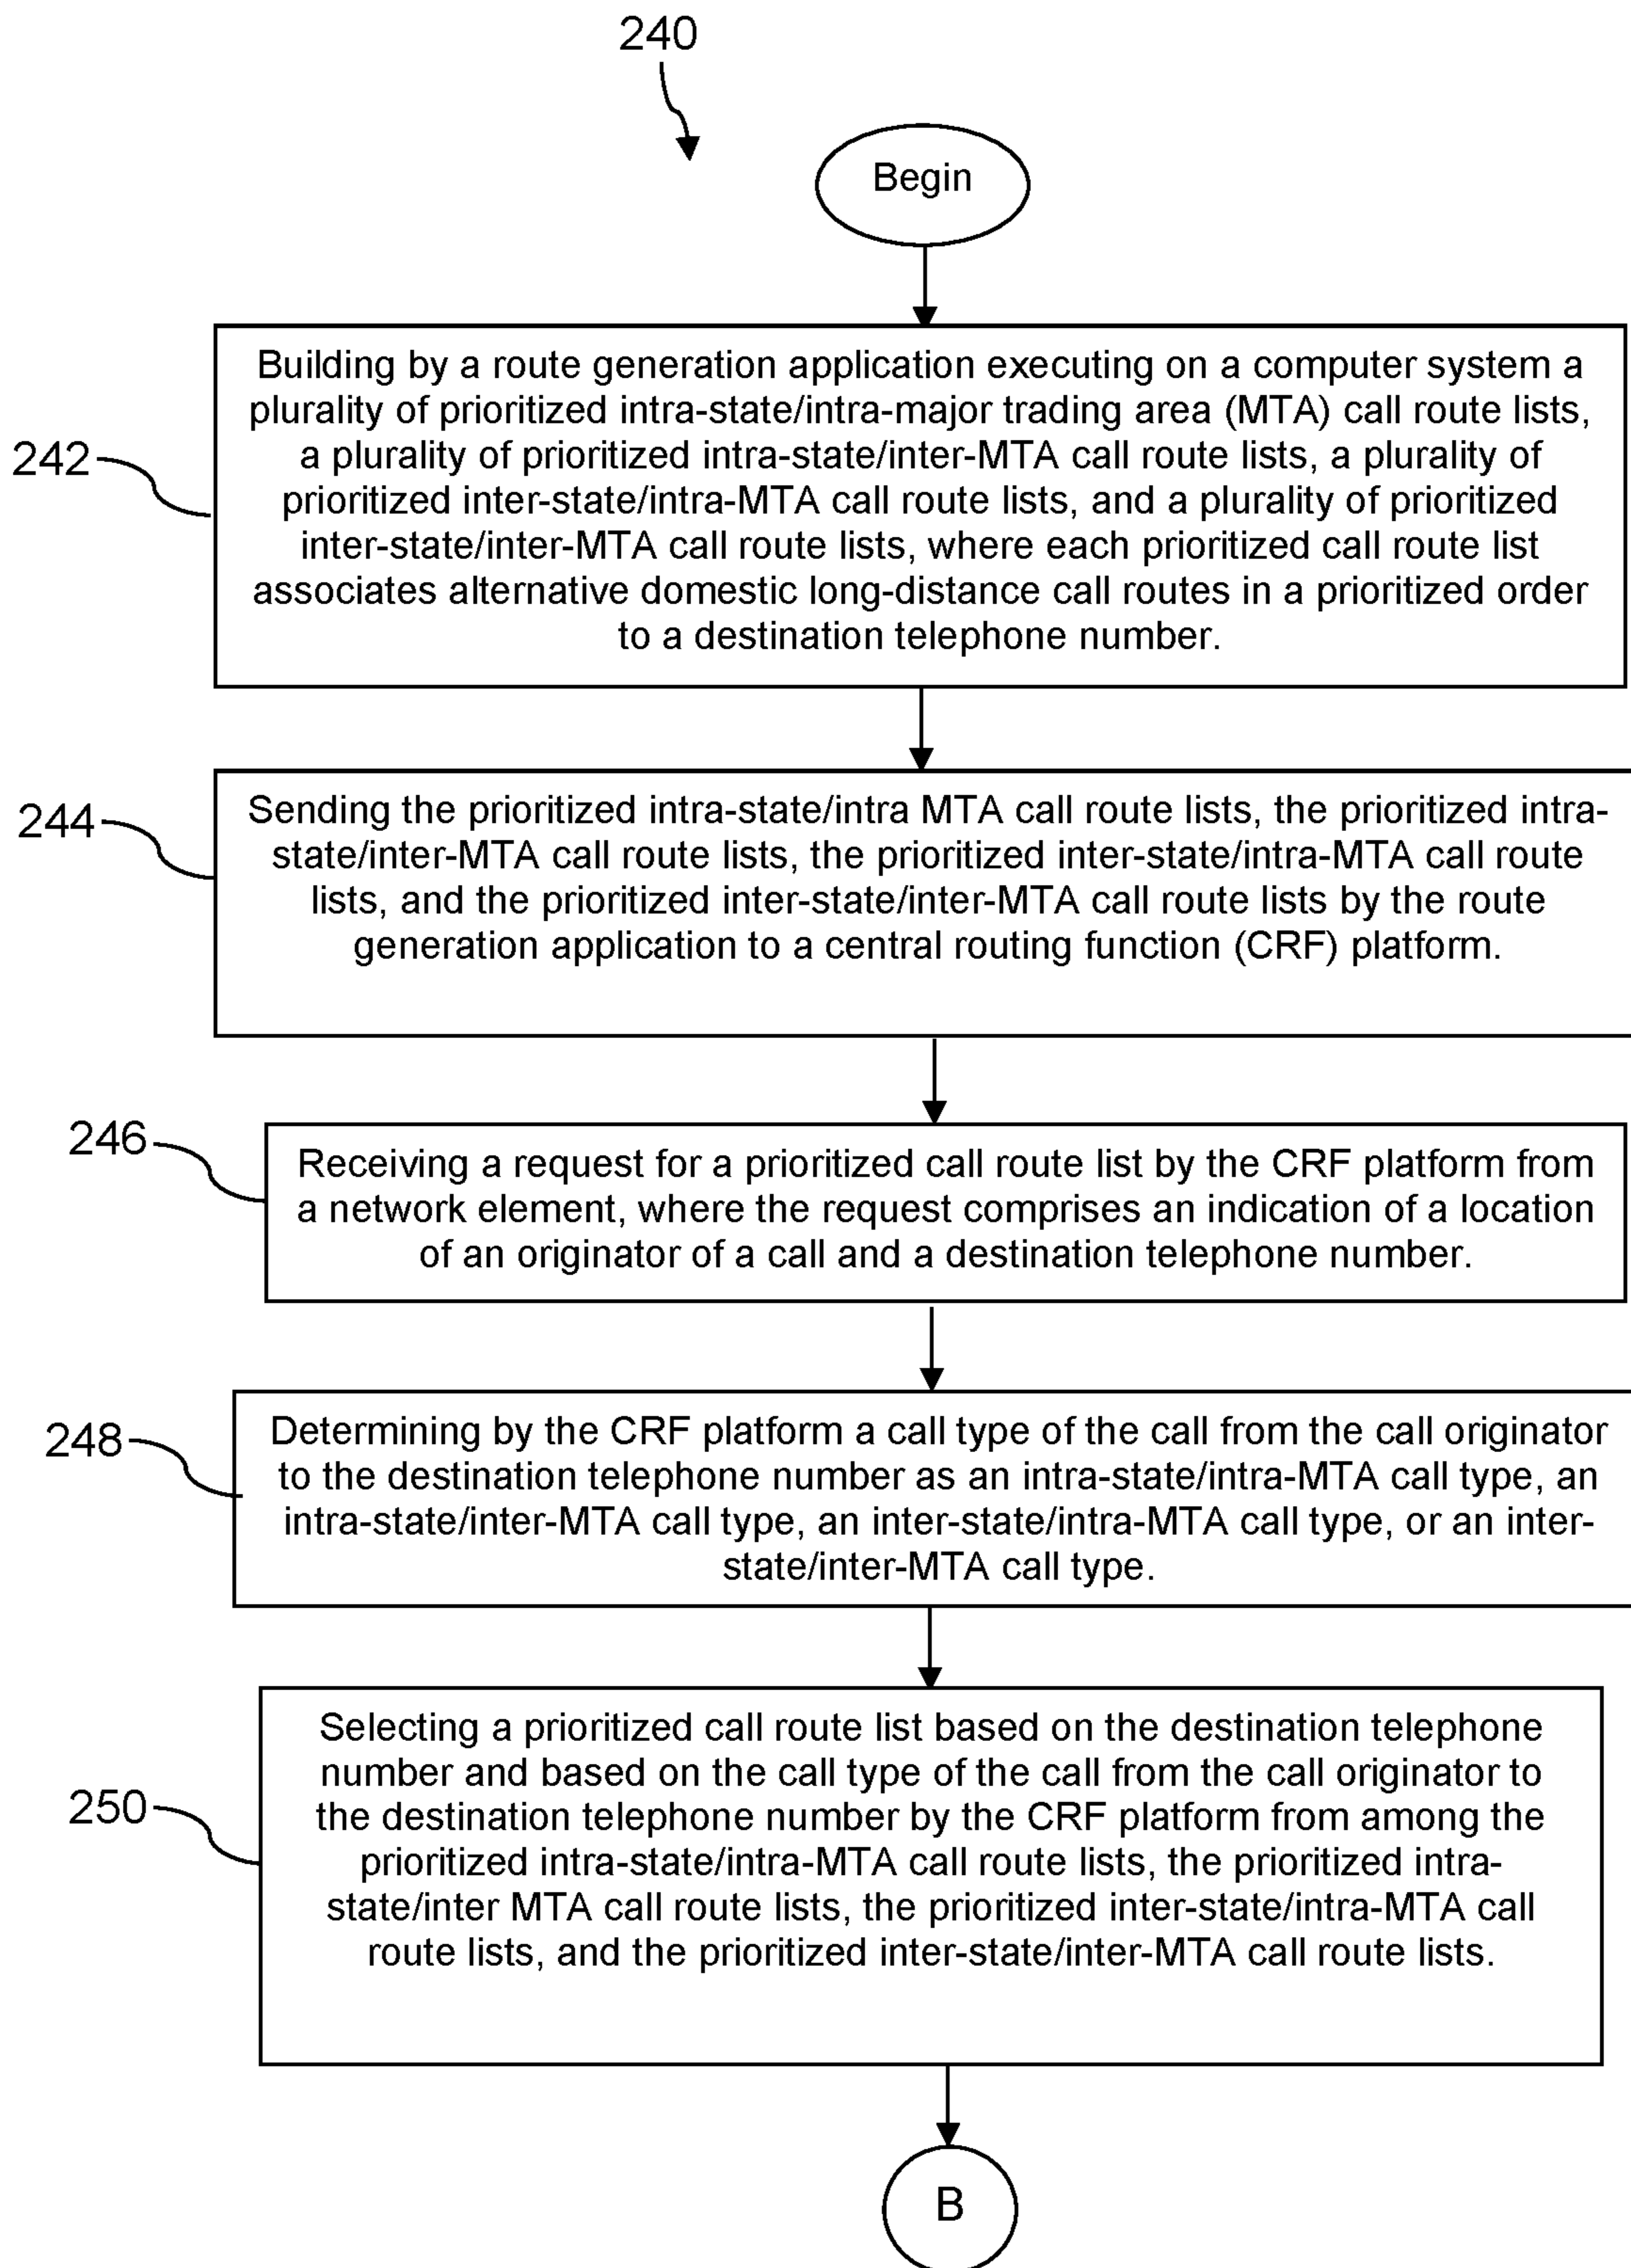 240
Begin
242
Building by a route generation application executing on a computer system a
plurality of prioritized intra-state/intra-major trading area (MTA) call route lists,
a plurality of prioritized intra-state/inter-MTA call route lists, a plurality of
prioritized inter-state/intra-MTA call route lists, and a plurality of prioritized
inter-state/inter-MTA call route lists, where each prioritized call route list
associates alternative domestic long-distance call routes in a prioritized order
to a destination telephone number.
244
Sending the prioritized intra-state/intra MTA call route lists, the prioritized intra-
state/inter-MTA call route lists, the prioritized inter-state/intra-MTA call route
lists, and the prioritized inter-state/inter-MTA call route lists by the route
generation application to a central routing function (CRF) platform.
246
Receiving a request for a prioritized call route list by the CRF platform from
a network element, where the request comprises an indication of a location
of an originator of a call and a destination telephone number.
248
Determining by the CRF platform a call type of the call from the call originator
to the destination telephone number as an intra-state/intra-MTA call type, an
intra-state/inter-MTA call type, an inter-state/intra-MTA call type, or an inter-
state/inter-MTA call type.
250
Selecting a prioritized call route list based on the destination telephone
number and based on the call type of the call from the call originator to
the destination telephone number by the CRF platform from among the
prioritized intra-state/intra-MTA call route lists, the prioritized intra-
state/inter MTA call route lists, the prioritized inter-state/intra-MTA call
route lists, and the prioritized inter-state/inter-MTA call route lists.
B